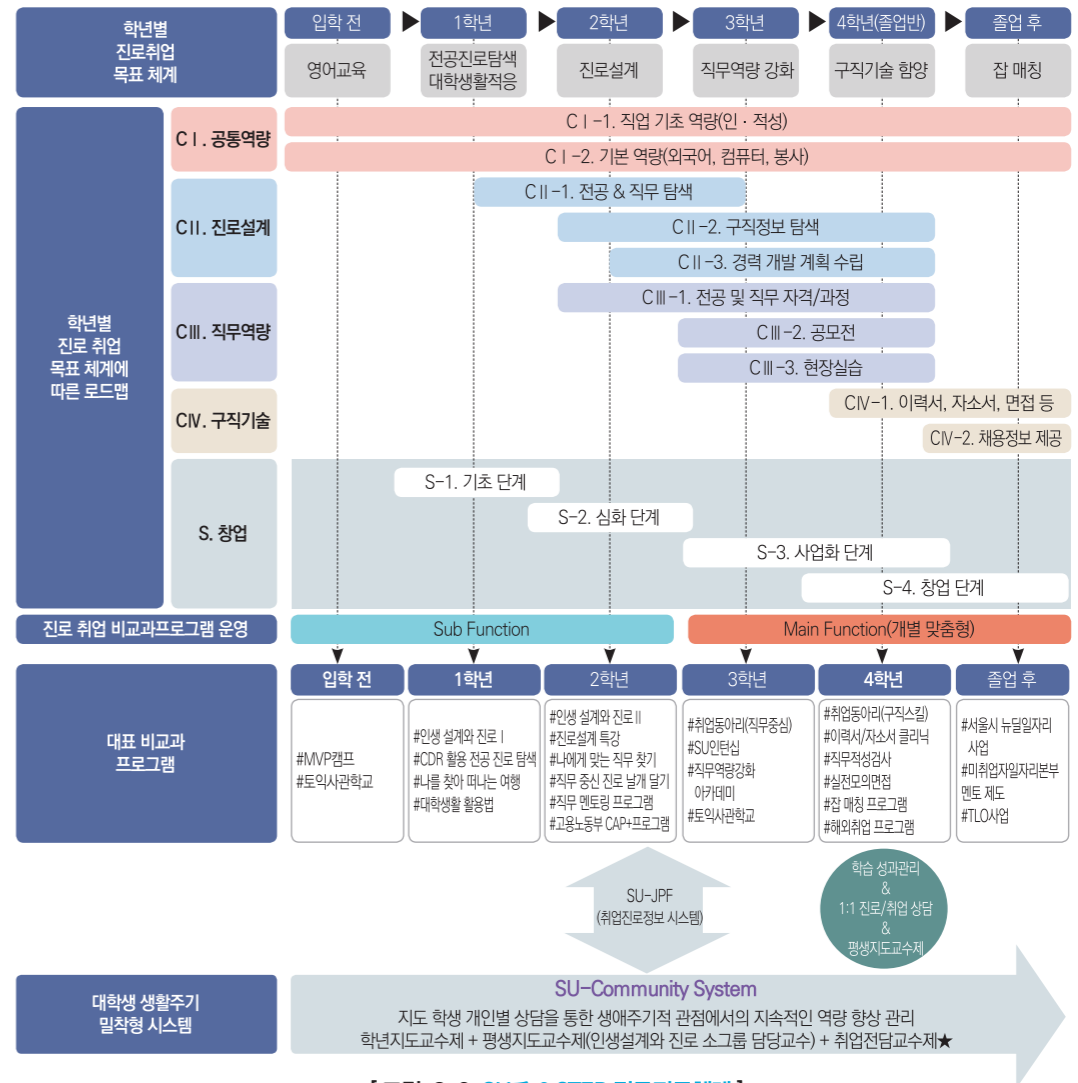 학년별
진로취업
목표 체계
입학 전
1학년
2학년
3학년
4학년(졸업반)
졸업 후
영어교육
전공진로탐색
대학생활적응
진로설계
직무역량 강화
구직기술 함양
잡 매칭
학년별
진로 취업
목표 체계에
따른 로드맵
CⅠ. 공통역량
CⅠ-1. 직업 기초 역량(인·적성)
CⅠ-2. 기본 역량(외국어, 컴퓨터, 봉사)
CⅡ. 진로설계
CⅡ-1. 전공 & 직무 탐색
CⅡ-2. 구직정보 탐색
CⅡ-3. 경력 개발 계획 수립
CⅢ. 직무역량
CⅢ-1. 전공 및 직무 자격/과정
CⅢ-2. 공모전
CⅢ-3. 현장실습
CⅣ. 구직기술
CⅣ-1. 이력서, 자소서, 면접 등
CⅣ-2. 채용정보 제공
S. 창업
S-1. 기초 단계
S-2. 심화 단계
S-3. 사업화 단계
S-4. 창업 단계
진로 취업 비교과프로그램 운영
Sub Function
Main Function(개별 맞춤형)
대표 비교과
프로그램
입학 전
#MVP캠프
#토익사관학교
1학년
#인생 설계와 진로Ⅰ
#CDR 활용 전공 진로 탐색
#나를 찾아 떠나는 여행
#대학생활 활용법
2학년
#인생 설계와 진로Ⅱ
#진로설계 특강
#나에게 맞는 직무 찾기
#직무 중신 진로 날개 달기
#직무 멘토링 프로그램
#고용노동부 CAP+프로그램
3학년
#취업동아리(직무중심)
#SU인턴십
#직무역량강화
아카데미
#토익사관학교
4학년
#취업동아리(구직스킬)
#이력서/자소서 클리닉
#직무적성검사
#실전모의면접
#잡 매칭 프로그램
#해외취업 프로그램
졸업 후
#서울시 뉴딜일자리
사업
#미취업자일자리본부
멘토 제도
#TLO사업
SU-JPF
(취업진로정보 시스템)
학습 성과관리
&
1:1 진로/취업 상담
&
평생지도교수제
대학생 생활주기
밀착형 시스템
SU-Community System
지도 학생 개인별 상담을 통한 생애주기적 관점에서의 지속적인 역량 향상 관리
학년지도교수제 + 평생지도교수제(인생설계와 진로 소그룹 담당교수) + 취업전담교수제★